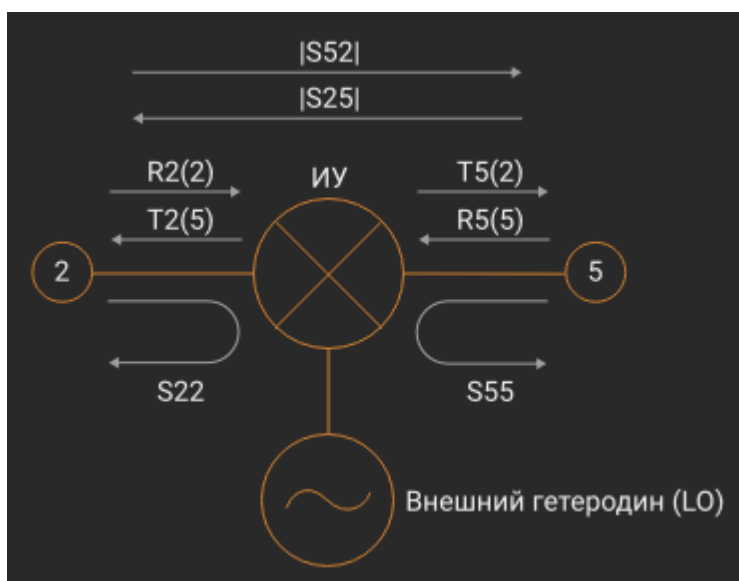 |S52|
|S25|
R2(2)
ИУ
T5(2)
T2(5)
R5(5)
2
5
S22
S55
Внешний гетеродин (LO)